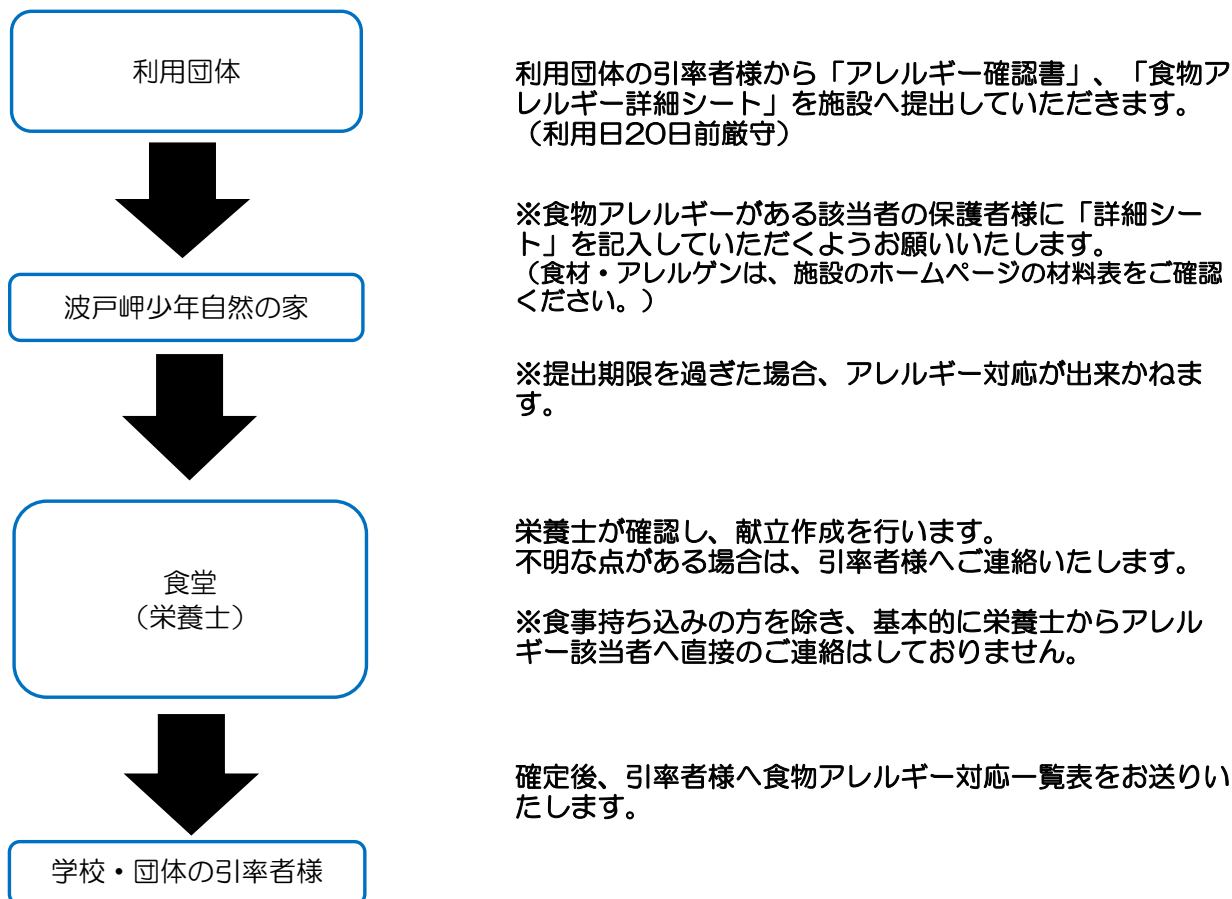 利用団体
利用団体の引率者様から「アレルギー確認書」、「食物ア
レルギー詳細シート」を施設へ提出していただきます。
（利用日20日前厳守）
※食物アレルギーがある該当者の保護者様に「詳細シー
ト」を記入していただくようお願いいたします。
（食材・アレルゲンは、施設のホームページの材料表をご確認
ください。）
波戸岬少年自然の家
※提出期限を過ぎた場合、アレルギー対応が出来かねま
す。
食堂
（栄養士）
栄養士が確認し、献立作成を行います。
不明な点がある場合は、引率者様へご連絡いたします。
※食事持ち込みの方を除き、基本的に栄養士からアレル
ギー該当者へ直接のご連絡はしておりません。
確定後、引率者様へ食物アレルギー対応一覧表をお送りい
たします。
学校・団体の引率者様